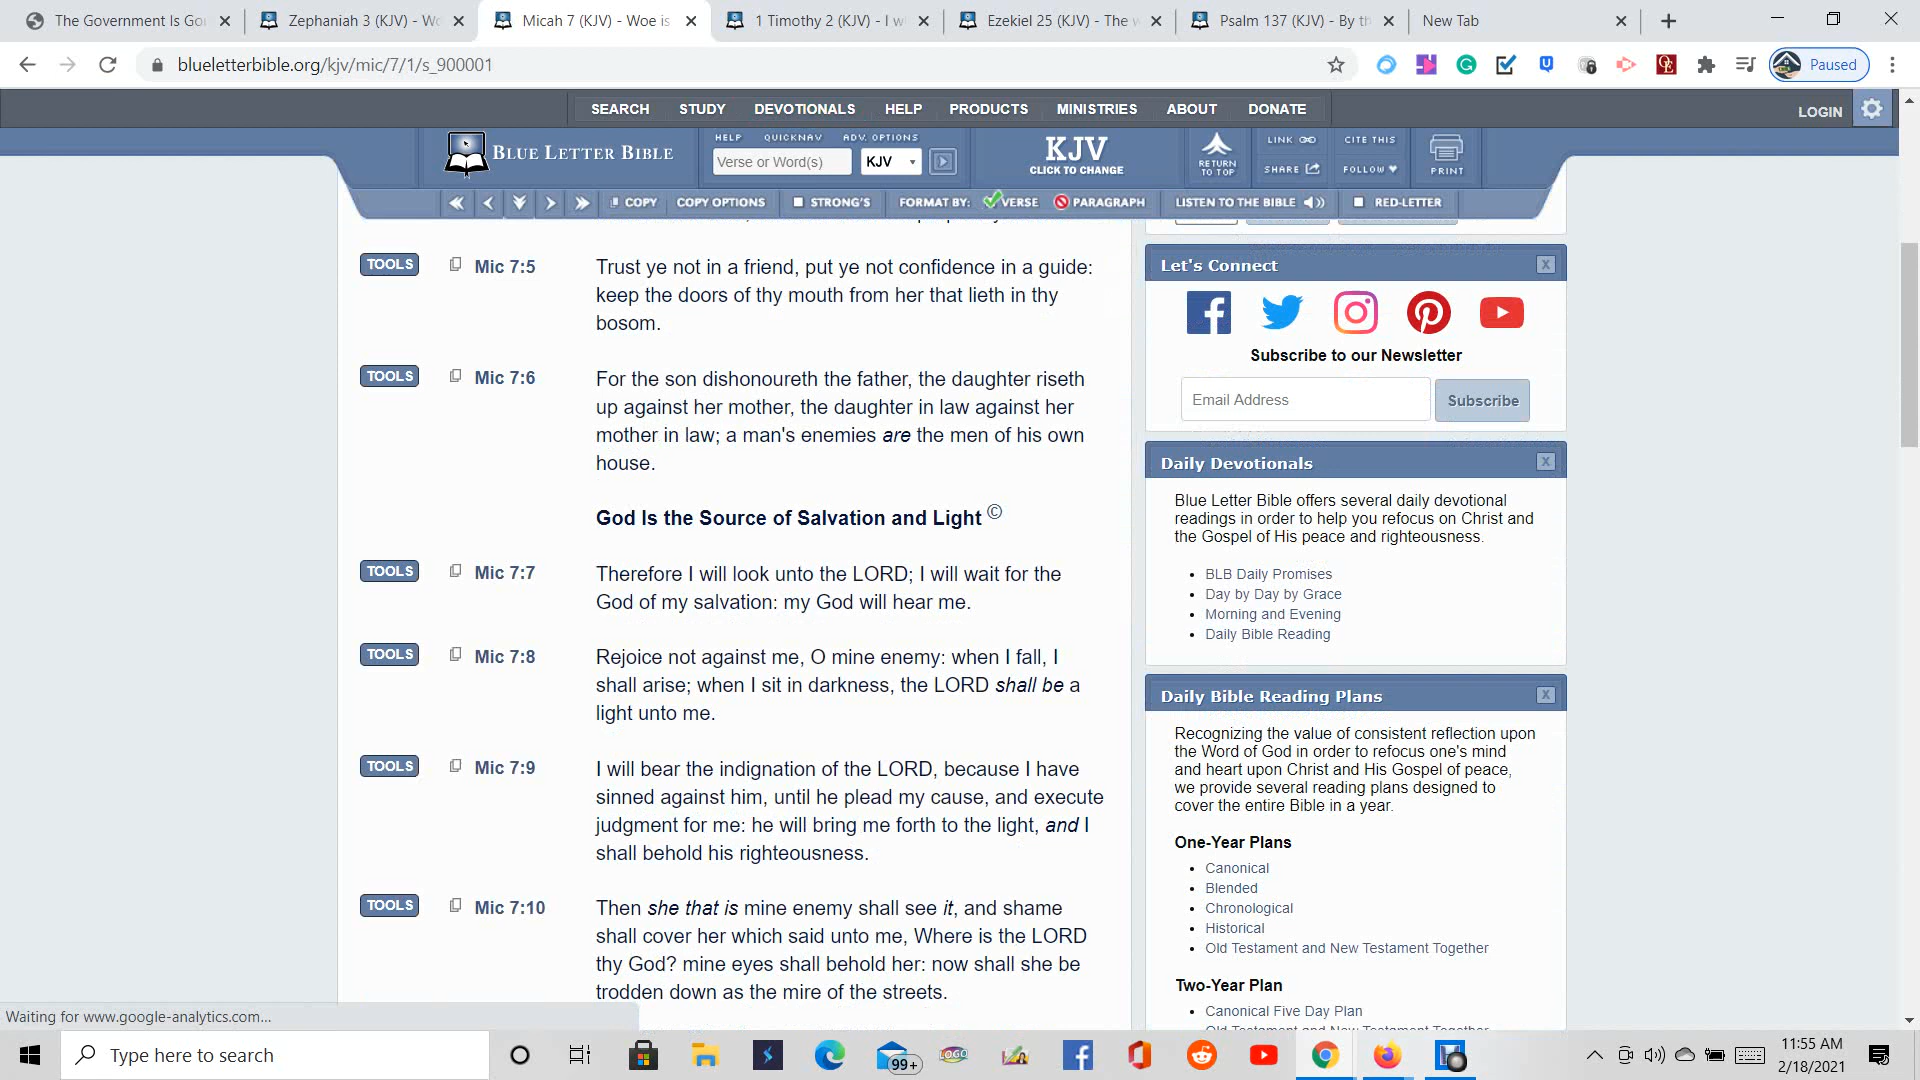 The Government Is Go
Zephaniah 3 (KJV) - Wo
Micah 7 (KJV) - Woe is
1 Timothy 2 (KJV) - I w
Ezekiel 25 (KJV) - The w
Psalm 137 (KJV) - By th
New Tab
blueletterbible.org/kjv/mic/7/1/s_900001
Paused
SEARCH STUDY DEVOTIONALS HELP PRODUCTS MINISTRIES ABOUT DONATE
LOGIN
BLUE LETTER BIBLE
HELP QUICKNAV ADV. OPTIONS
Verse or Word(s)
KJV
KJV
CLICK TO CHANGE
RETURN
TO TOP
LINK
SHARE
CITE THIS
FOLLOW
PRINT
COPY COPY OPTIONS STRONG'S FORMAT BY: VERSE PARAGRAPH LISTEN TO THE BIBLE RED-LETTER
TOOLS Mic 7:5 Trust ye not in a friend, put ye not confidence in a guide:
keep the doors of thy mouth from her that lieth in thy
bosom.
TOOLS Mic 7:6 For the son dishonoureth the father, the daughter riseth
up against her mother, the daughter in law against her
mother in law; a man's enemies are the men of his own
house.
God Is the Source of Salvation and Light ©
TOOLS Mic 7:7 Therefore I will look unto the LORD; I will wait for the
God of my salvation: my God will hear me.
TOOLS Mic 7:8 Rejoice not against me, O mine enemy: when I fall, I
shall arise; when I sit in darkness, the LORD shall be a
light unto me.
TOOLS Mic 7:9 I will bear the indignation of the LORD, because I have
sinned against him, until he plead my cause, and execute
judgment for me: he will bring me forth to the light, and I
shall behold his righteousness.
TOOLS Mic 7:10 Then she that is mine enemy shall see it, and shame
shall cover her which said unto me, Where is the LORD
thy God? mine eyes shall behold her: now shall she be
trodden down as the mire of the streets.
Let's Connect X
Subscribe to our Newsletter
Email Address
Subscribe
Daily Devotionals X
Blue Letter Bible offers several daily devotional
readings in order to help you refocus on Christ and
the Gospel of His peace and righteousness.
BLB Daily Promises
Day by Day by Grace
Morning and Evening
Daily Bible Reading
Daily Bible Reading Plans X
Recognizing the value of consistent reflection upon
the Word of God in order to refocus one's mind
and heart upon Christ and His Gospel of peace,
we provide several reading plans designed to
cover the entire Bible in a year.
One-Year Plans
Canonical
Blended
Chronological
Historical
Old Testament and New Testament Together
Two-Year Plan
Canonical Five Day Plan
Old Testament and New Testament Together
Waiting for www.google-analytics.com...
Type here to search
99+
LOGO
11:55 AM
2/18/2021